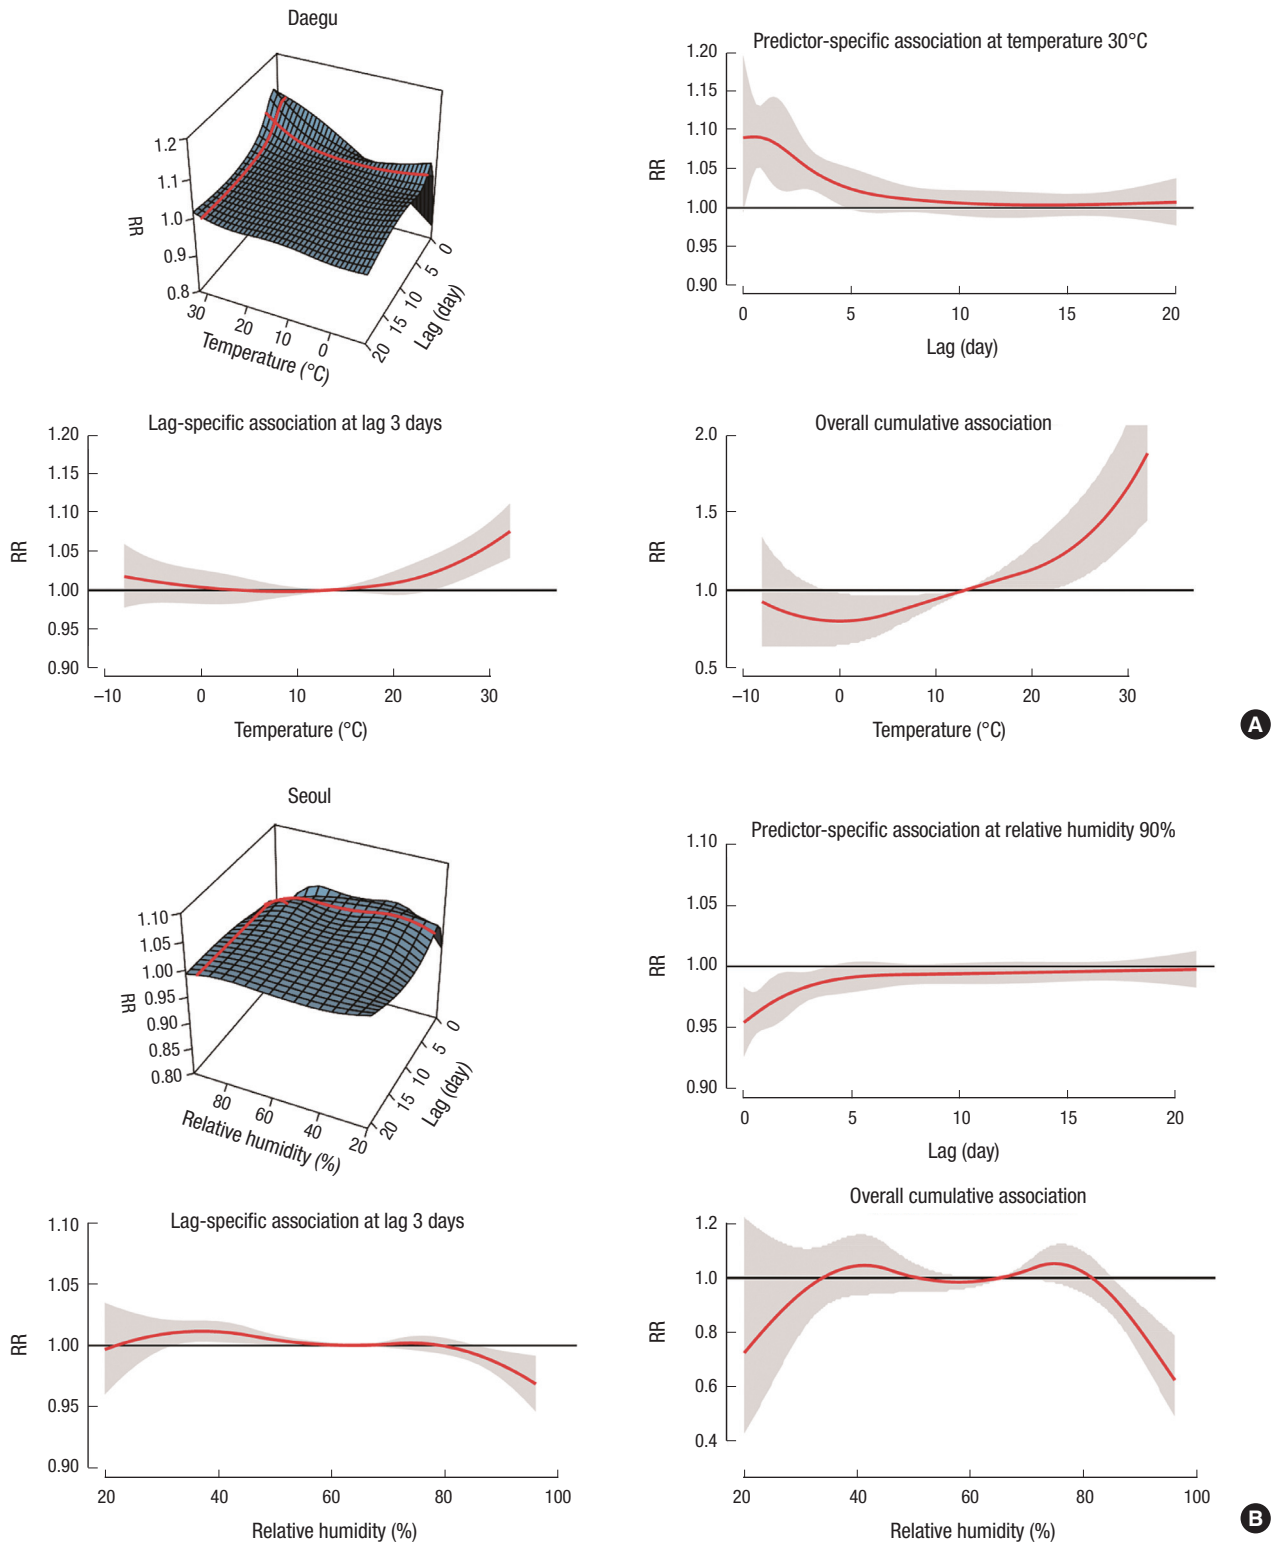 Daegu
1.2
1.1
1.0
0.9
0.8
RR
30
20
10
0
Temperature (°C)
20
15
10
5
0
Lag (day)
Predictor-specific association at temperature 30°C
1.20
1.15
1.10
1.05
1.00
0.95
0.90
RR
0 5 10 15 20
Lag (day)
Lag-specific association at lag 3 days
1.20
1.15
1.10
1.05
1.00
0.95
0.90
RR
–10 0 10 20 30
Temperature (°C)
Overall cumulative association
2.0
1.5
1.0
0.5
RR
–10 0 10 20 30
Temperature (°C)
A
Seoul
1.10
1.05
1.00
0.95
0.90
0.85
0.80
RR
80
60
40
20
Relative humidity (%)
20
15
10
5
0
Lag (day)
Predictor-specific association at relative humidity 90%
1.10
1.05
1.00
0.95
0.90
RR
0 5 10 15 20
Lag (day)
Lag-specific association at lag 3 days
1.10
1.05
1.00
0.95
0.90
RR
20 40 60 80 100
Relative humidity (%)
Overall cumulative association
1.2
1.0
0.8
0.6
0.4
RR
20 40 60 80 100
Relative humidity (%)
B